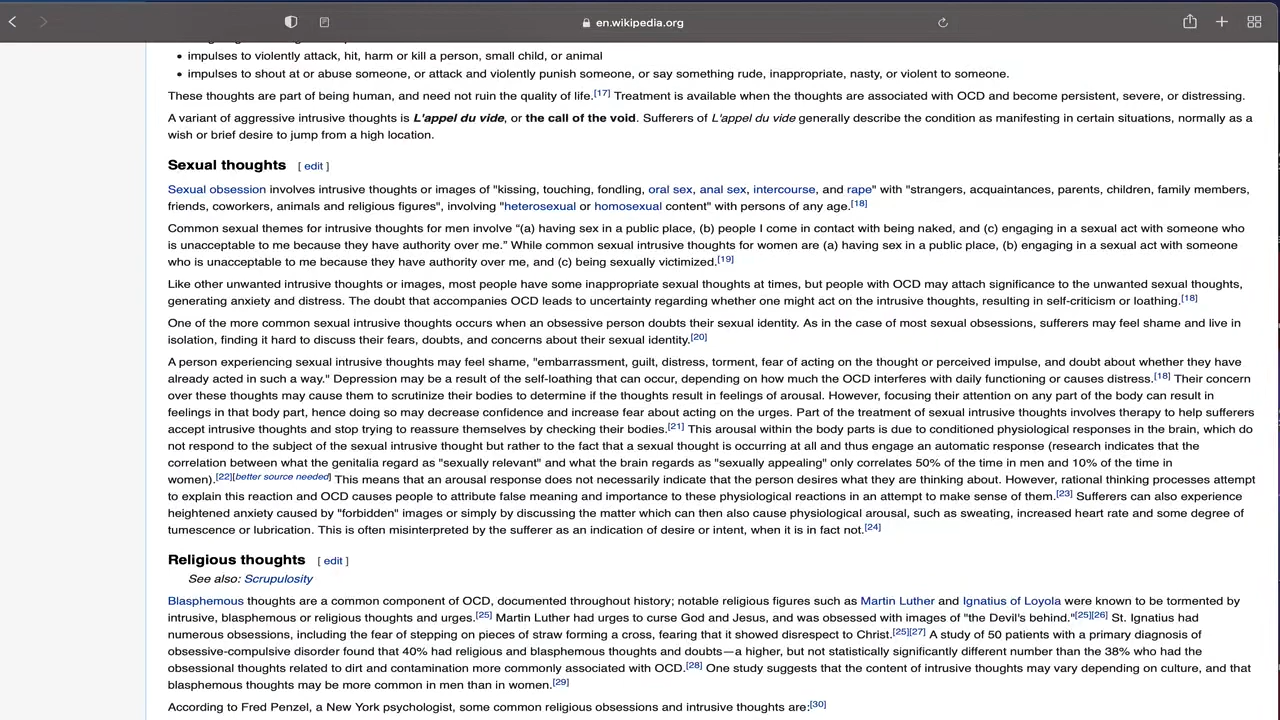 en.wikipedia.org
• impulses to violently attack, hit, harm or kill a person, small child, or animal
• impulses to shout at or abuse someone, or attack and violently punish someone, or say something rude, inappropriate, nasty, or violent to someone.
These thoughts are part of being human, and need not ruin the quality of life.[17] Treatment is available when the thoughts are associated with OCD and become persistent, severe, or distressing.
A variant of aggressive intrusive thoughts is L'appel du vide, or the call of the void. Sufferers of L'appel du vide generally describe the condition as manifesting in certain situations, normally as a
wish or brief desire to jump from a high location.
Sexual thoughts [ edit ]
Sexual obsession involves intrusive thoughts or images of "kissing, touching, fondling, oral sex, anal sex, intercourse, and rape" with "strangers, acquaintances, parents, children, family members,
friends, coworkers, animals and religious figures", involving "heterosexual or homosexual content" with persons of any age.[18]
Common sexual themes for intrusive thoughts for men involve “(a) having sex in a public place, (b) people I come in contact with being naked, and (c) engaging in a sexual act with someone who
is unacceptable to me because they have authority over me.” While common sexual intrusive thoughts for women are (a) having sex in a public place, (b) engaging in a sexual act with someone
who is unacceptable to me because they have authority over me, and (c) being sexually victimized.[19]
Like other unwanted intrusive thoughts or images, most people have some inappropriate sexual thoughts at times, but people with OCD may attach significance to the unwanted sexual thoughts,
generating anxiety and distress. The doubt that accompanies OCD leads to uncertainty regarding whether one might act on the intrusive thoughts, resulting in self-criticism or loathing.[18]
One of the more common sexual intrusive thoughts occurs when an obsessive person doubts their sexual identity. As in the case of most sexual obsessions, sufferers may feel shame and live in
isolation, finding it hard to discuss their fears, doubts, and concerns about their sexual identity.[20]
A person experiencing sexual intrusive thoughts may feel shame, "embarrassment, guilt, distress, torment, fear of acting on the thought or perceived impulse, and doubt about whether they have
already acted in such a way." Depression may be a result of the self-loathing that can occur, depending on how much the OCD interferes with daily functioning or causes distress.[18] Their concern
over these thoughts may cause them to scrutinize their bodies to determine if the thoughts result in feelings of arousal. However, focusing their attention on any part of the body can result in
feelings in that body part, hence doing so may decrease confidence and increase fear about acting on the urges. Part of the treatment of sexual intrusive thoughts involves therapy to help sufferers
accept intrusive thoughts and stop trying to reassure themselves by checking their bodies.[21] This arousal within the body parts is due to conditioned physiological responses in the brain, which do
not respond to the subject of the sexual intrusive thought but rather to the fact that a sexual thought is occurring at all and thus engage an automatic response (research indicates that the
correlation between what the genitalia regard as "sexually relevant" and what the brain regards as "sexually appealing" only correlates 50% of the time in men and 10% of the time in
women).[22][better source needed] This means that an arousal response does not necessarily indicate that the person desires what they are thinking about. However, rational thinking processes attempt
to explain this reaction and OCD causes people to attribute false meaning and importance to these physiological reactions in an attempt to make sense of them.[23] Sufferers can also experience
heightened anxiety caused by "forbidden" images or simply by discussing the matter which can then also cause physiological arousal, such as sweating, increased heart rate and some degree of
tumescence or lubrication. This is often misinterpreted by the sufferer as an indication of desire or intent, when it is in fact not.[24]
Religious thoughts [ edit ]
See also: Scrupulosity
Blasphemous thoughts are a common component of OCD, documented throughout history; notable religious figures such as Martin Luther and Ignatius of Loyola were known to be tormented by
intrusive, blasphemous or religious thoughts and urges.[25] Martin Luther had urges to curse God and Jesus, and was obsessed with images of "the Devil's behind."[25][26] St. Ignatius had
numerous obsessions, including the fear of stepping on pieces of straw forming a cross, fearing that it showed disrespect to Christ.[25][27] A study of 50 patients with a primary diagnosis of
obsessive-compulsive disorder found that 40% had religious and blasphemous thoughts and doubts—a higher, but not statistically significantly different number than the 38% who had the
obsessional thoughts related to dirt and contamination more commonly associated with OCD.[28] One study suggests that the content of intrusive thoughts may vary depending on culture, and that
blasphemous thoughts may be more common in men than in women.[29]
According to Fred Penzel, a New York psychologist, some common religious obsessions and intrusive thoughts are:[30]